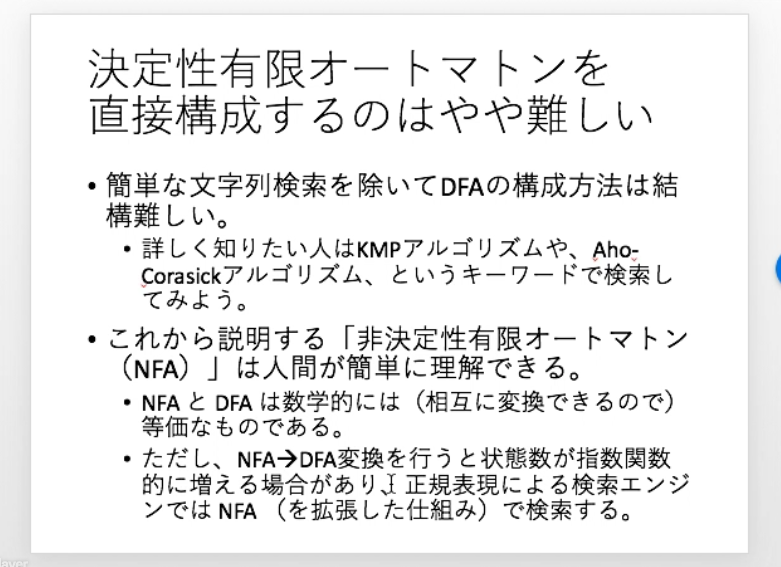 決定性有限オートマトンを
直接構成するのはやや難しい
• 簡単な文字列検索を除いてDFAの構成方法は結
構難しい。
• 詳しく知りたい人はKMPアルゴリズムや、Aho-
Corasickアルゴリズム、というキーワードで検索し
てみよう。
• これから説明する「非決定性有限オートマトン
（NFA）」は人間が簡単に理解できる。
• NFA と DFA は数学的には（相互に変換できるので）
等価なものである。
• ただし、NFA→DFA変換を行うと状態数が指数関数
的に増える場合があり、正規表現による検索エンジ
ンでは NFA （を拡張した仕組み）で検索する。